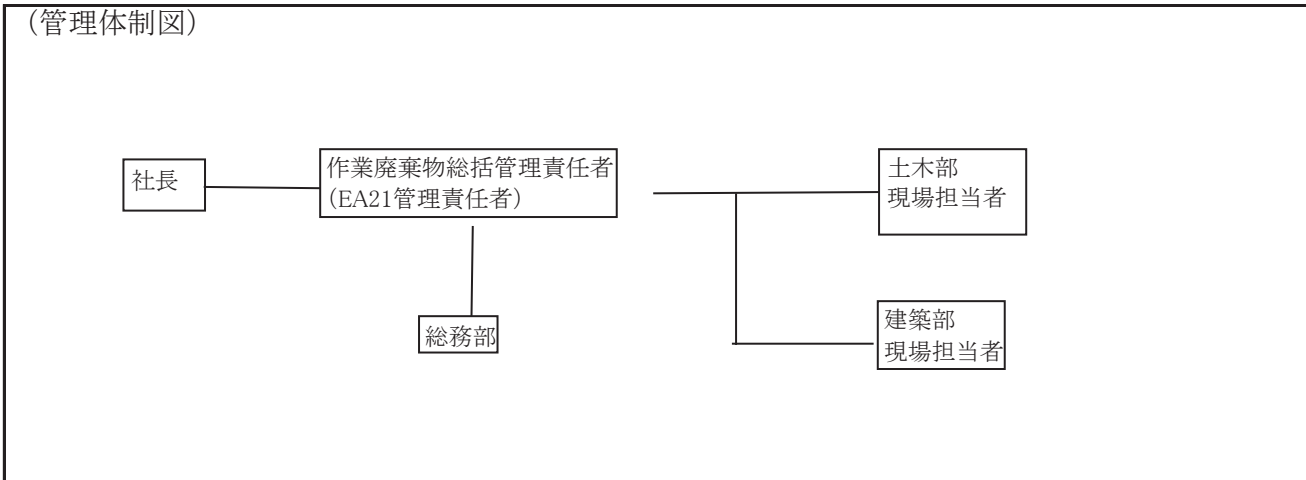 (管理体制図)
社長
作業廃棄物総括管理責任者
(EA21管理責任者)
土木部
現場担当者
総務部
建築部
現場担当者